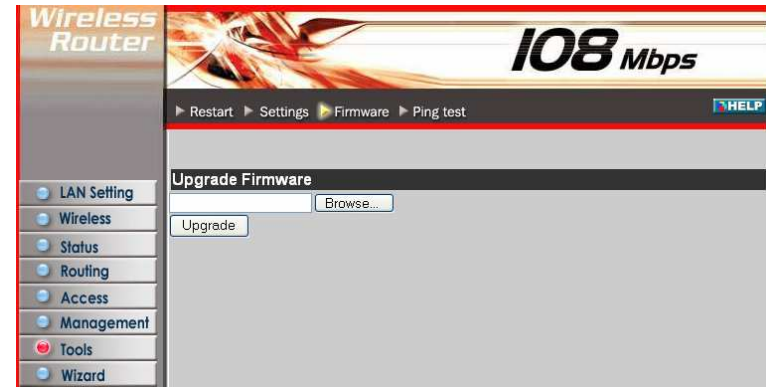 Wireless
Router
108 Mbps
Restart Settings Firmware Ping test
HELP
LAN Setting
Wireless
Status
Routing
Access
Management
Tools
Wizard
Upgrade Firmware
Browse...
Upgrade